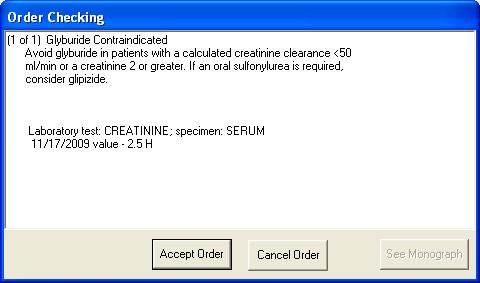 Order Checking
(1 of 1) Glyburide Contraindicated
Avoid glyburide in patients with a calculated creatinine clearance <50
ml/min or a creatinine 2 or greater. If an oral sulfonylurea is required,
consider glipizide.
Laboratory test: CREATININE; specimen: SERUM
11/17/2009 value - 2.5 H
Accept Order Cancel Order See Monograph